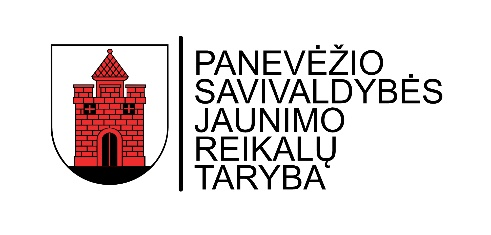 PANEVĖŽIO
SAVIVALDYBĖS
JAUNIMO
REIKALŲ
TARYBA